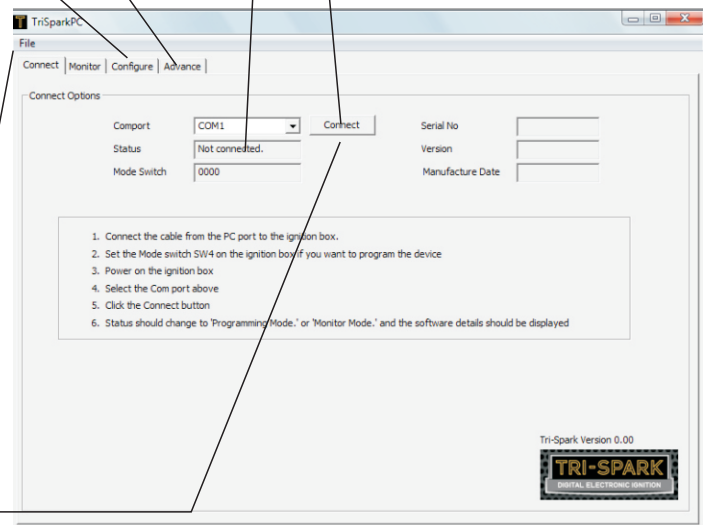 TriSparkPC
File
Connect Monitor Configure Advance
Connect Options
Comport COM1 Connect Serial No
Status Not connected. Version
Mode Switch 0000 Manufacture Date
1. Connect the cable from the PC port to the ignition box.
2. Set the Mode switch SW4 on the ignition box if you want to program the device
3. Power on the ignition box
4. Select the Com port above
5. Click the Connect button
6. Status should change to 'Programming Mode.' or 'Monitor Mode.' and the software details should be displayed
Tri-Spark Version 0.00
TRI-SPARK
DIGITAL ELECTRONIC IGNITION